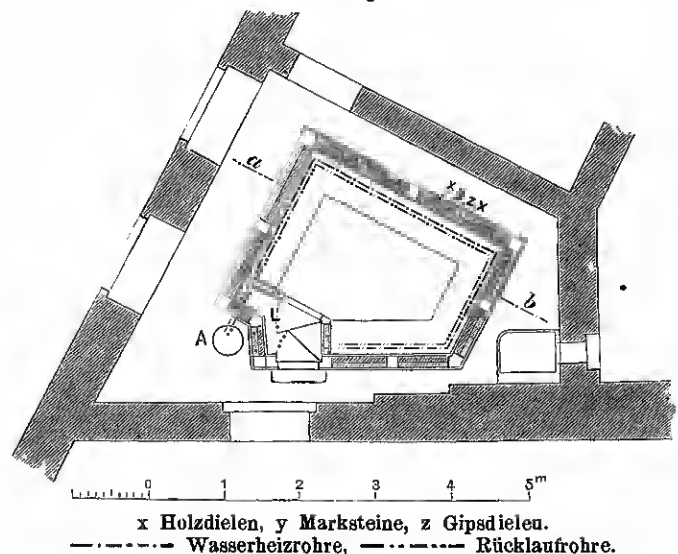 a
x y z x
b
L
A
0 1 2 3 4 5m
x Holzdielen, y Marksteine, z Gipsdielen.
Wasserheizrohre, Rücklaufrohre.